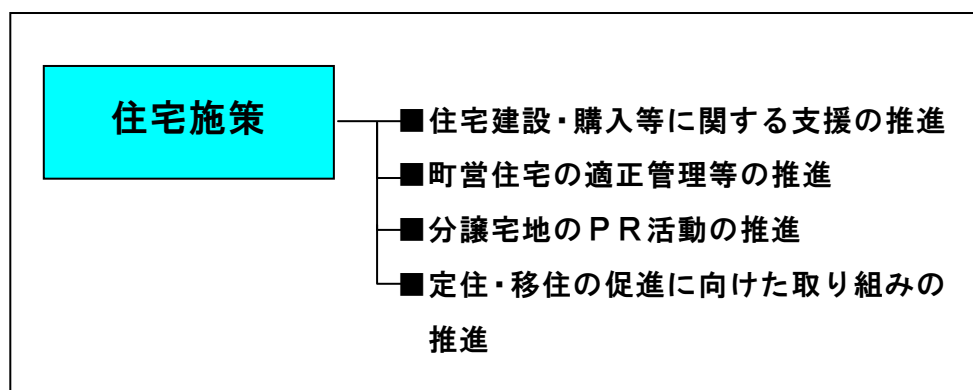 住宅施策
■住宅建設・購入等に関する支援の推進
■町営住宅の適正管理等の推進
■分譲宅地のＰＲ活動の推進
■定住・移住の促進に向けた取り組みの
推進